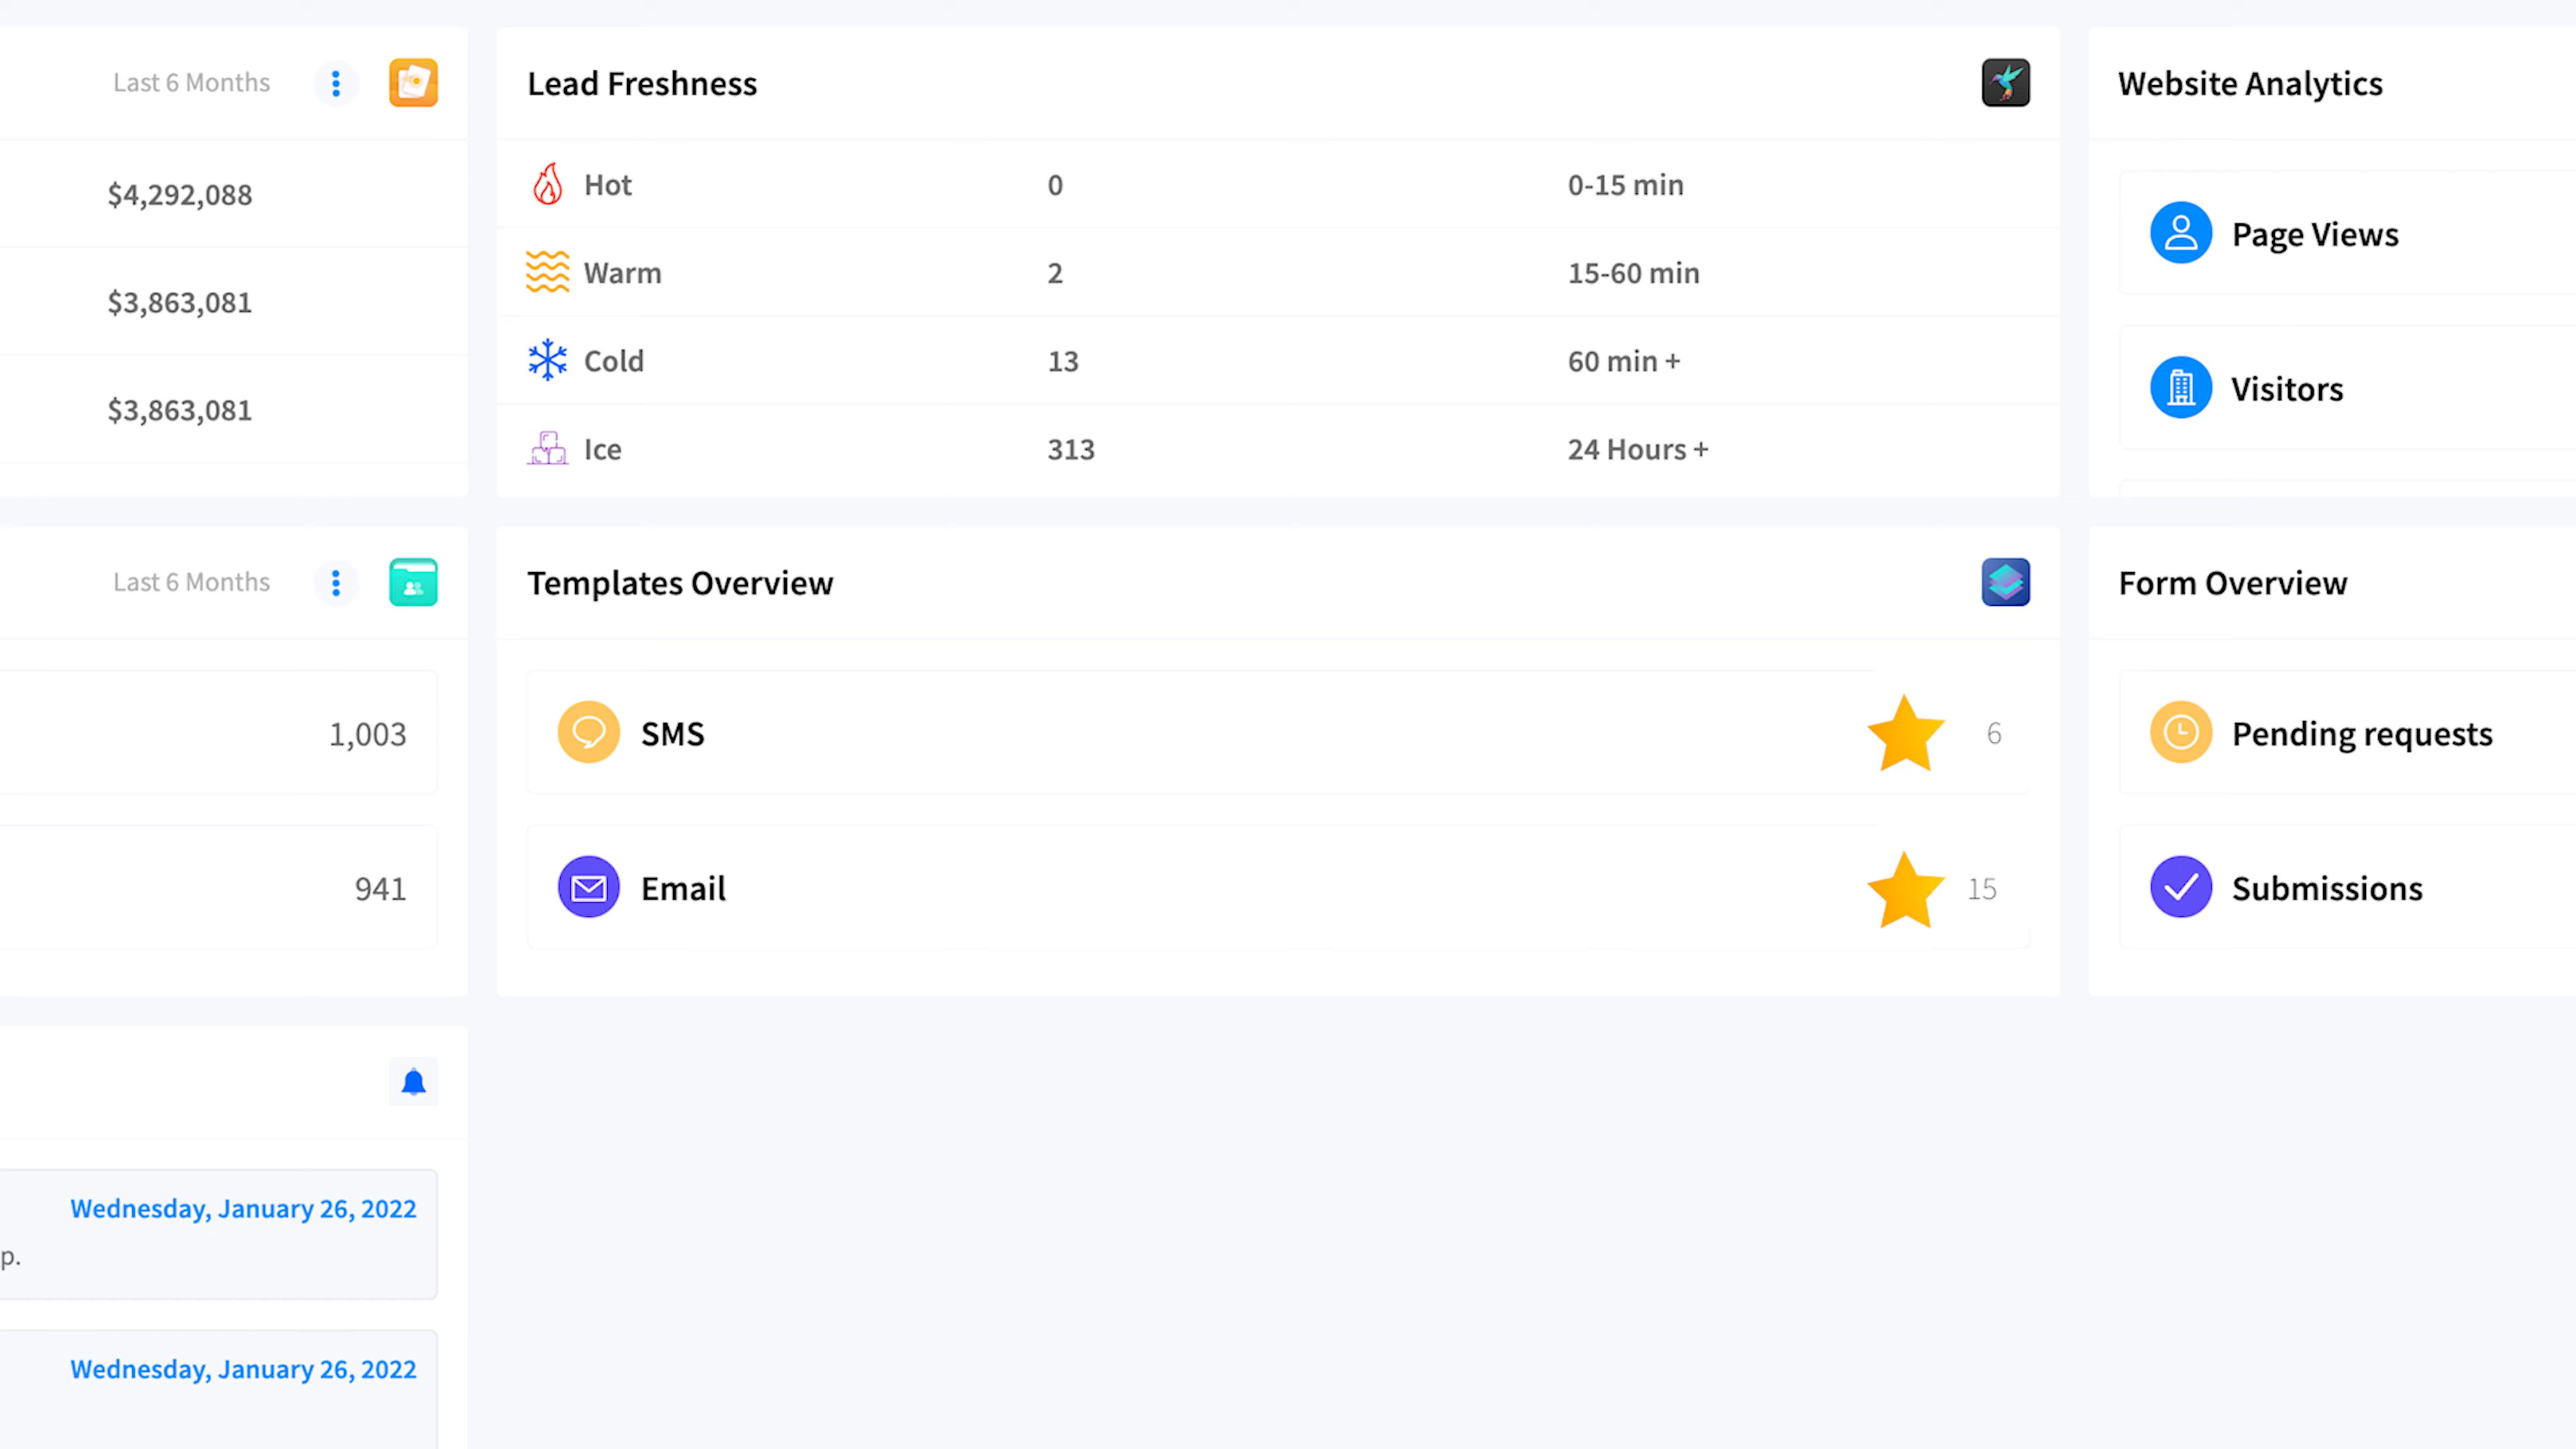 Last 6 Months
$4,292,088
$3,863,081
$3,863,081
Lead Freshness
Hot 0 0-15 min
Warm 2 15-60 min
Cold 13 60 min +
Ice 313 24 Hours +
Website Analytics
Page Views
Visitors
Last 6 Months
1,003
941
Templates Overview
SMS 6
Email 15
Form Overview
Pending requests
Submissions
Wednesday, January 26, 2022
p.
Wednesday, January 26, 2022